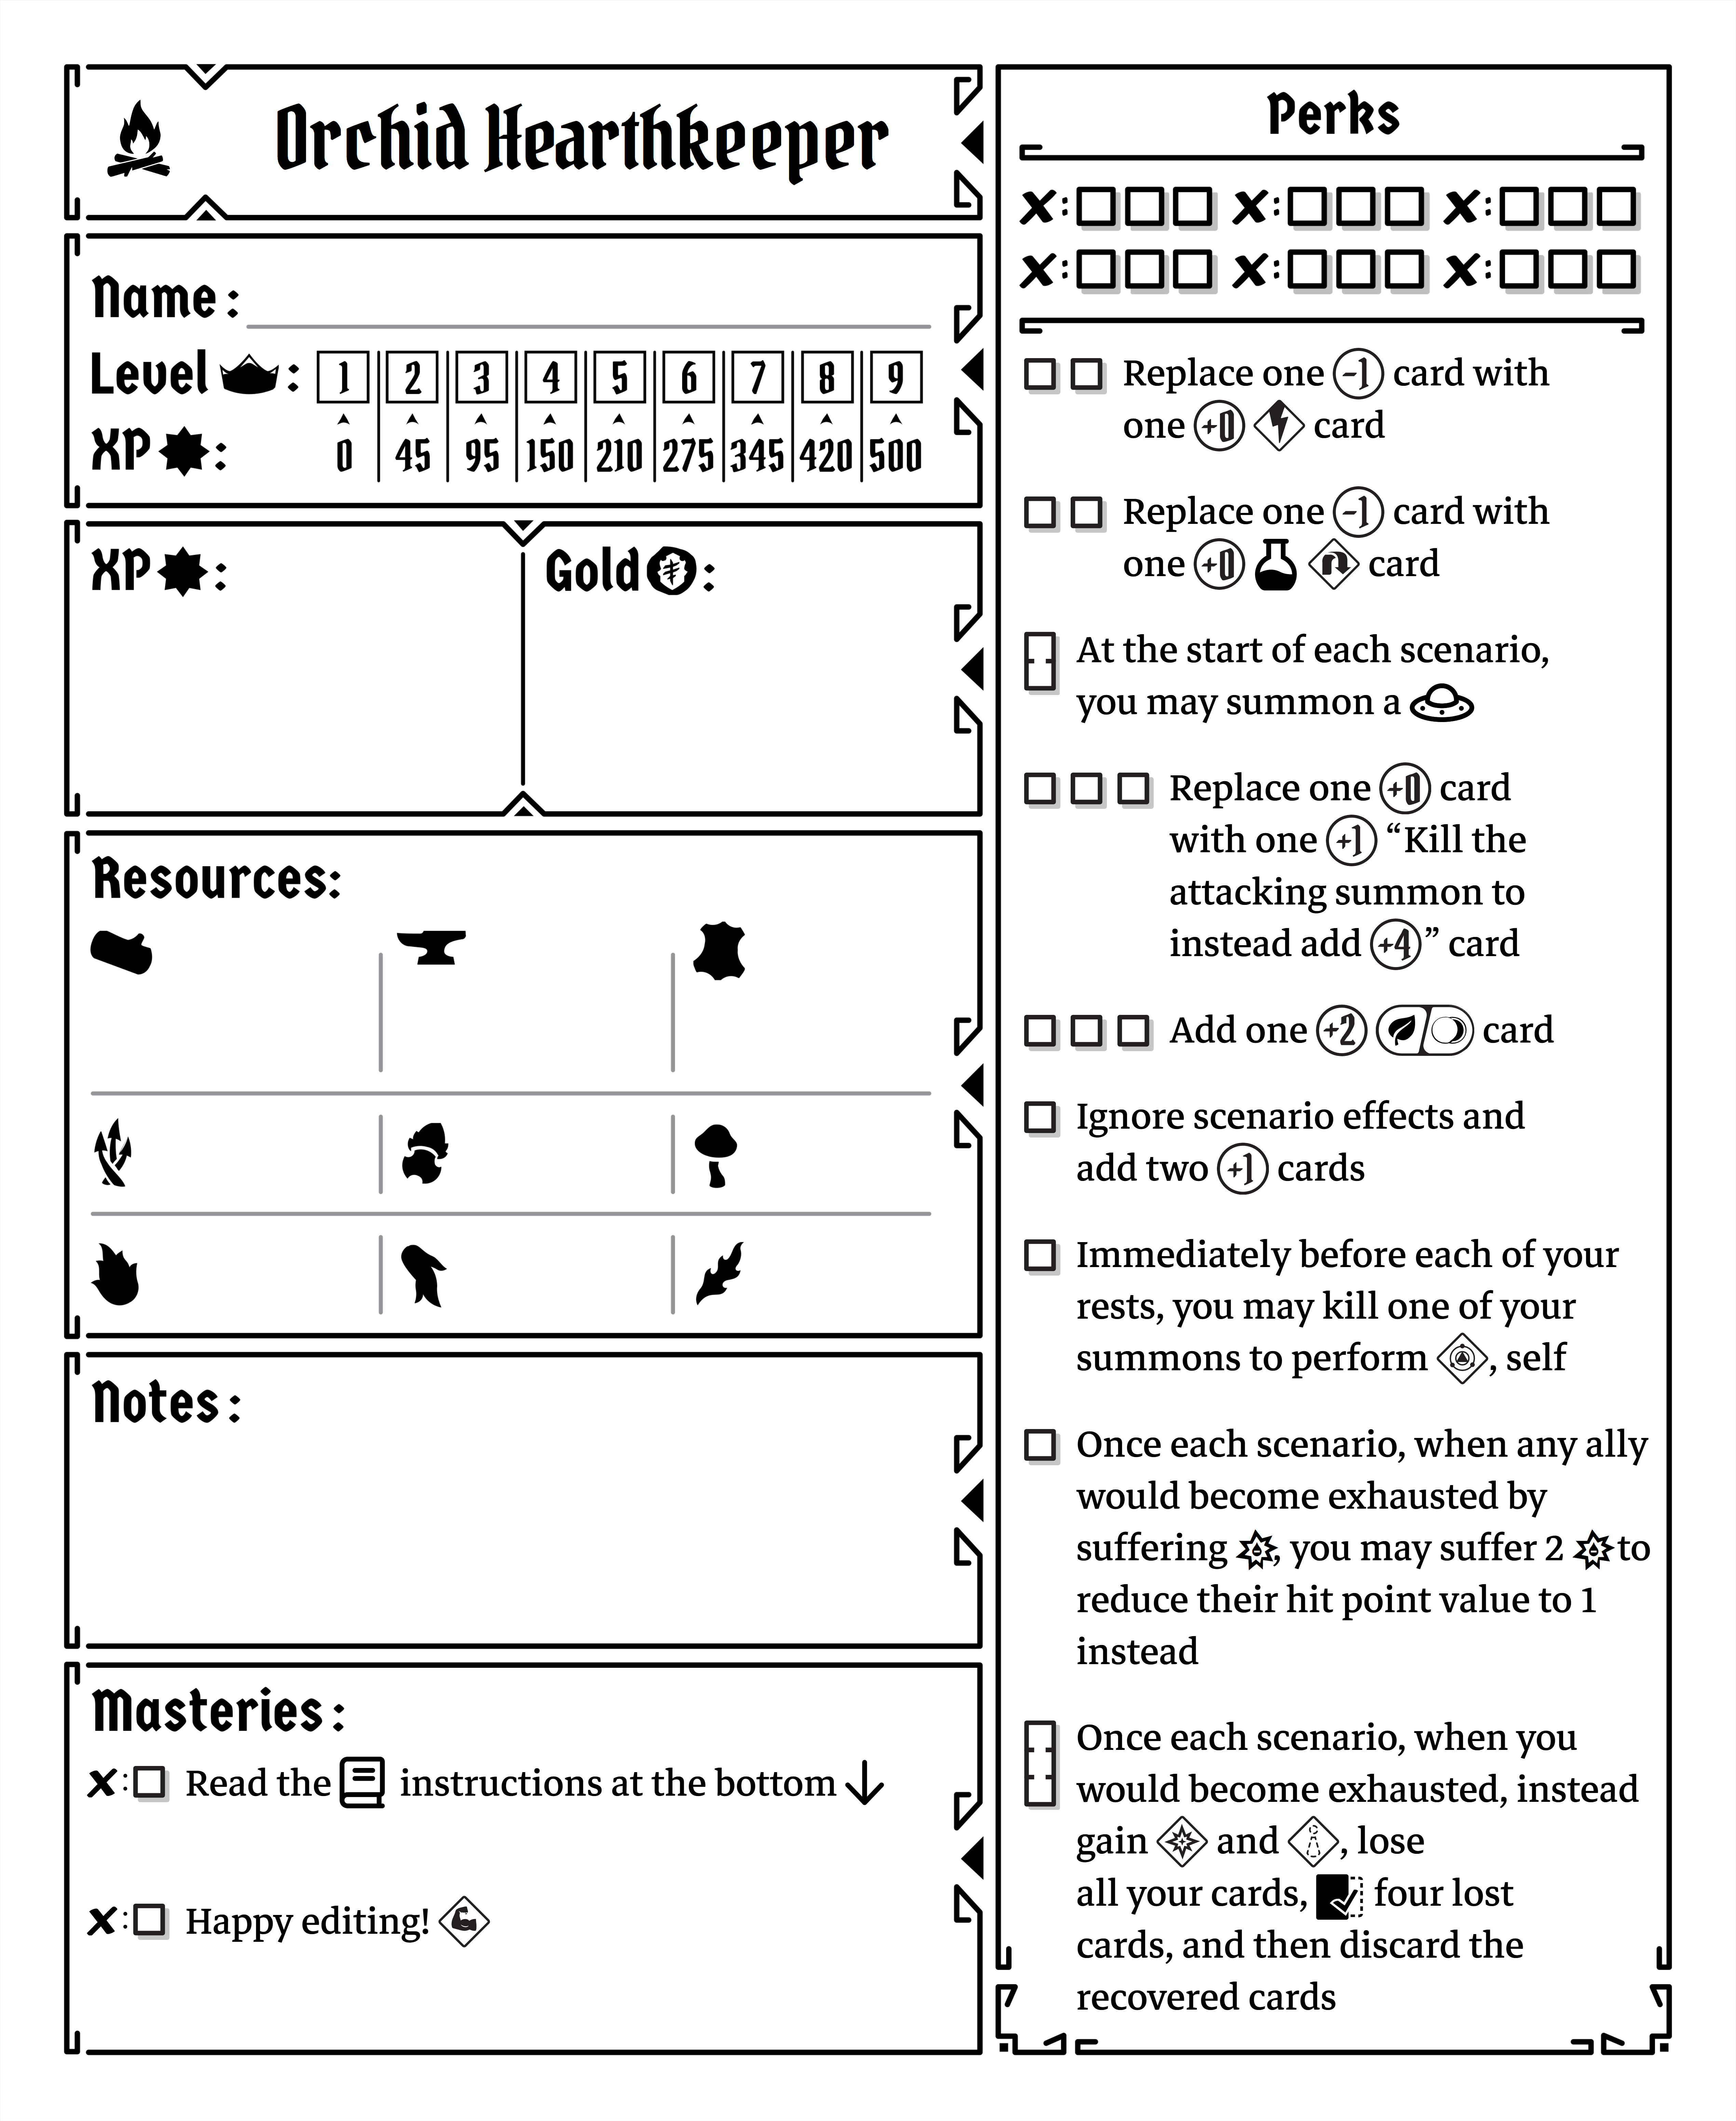 Orchid Hearthkeeper
Name :
Level : 1 2 3 4 5 6 7 8 9
XP : 0 45 95 150 210 275 345 420 500
XP :
Gold :
Resources:
Notes :
Masteries :
Read the instructions at the bottom
Happy editing!
Perks
Replace one -1 card with
one +0 card
Replace one -1 card with
one +0 card
At the start of each scenario,
you may summon a
Replace one +0 card
with one +1 “Kill the
attacking summon to
instead add +4” card
Add one +2 card
Ignore scenario effects and
add two +1 cards
Immediately before each of your
rests, you may kill one of your
summons to perform , self
Once each scenario, when any ally
would become exhausted by
suffering , you may suffer 2 to
reduce their hit point value to 1
instead
Once each scenario, when you
would become exhausted, instead
gain and , lose
all your cards, four lost
cards, and then discard the
recovered cards